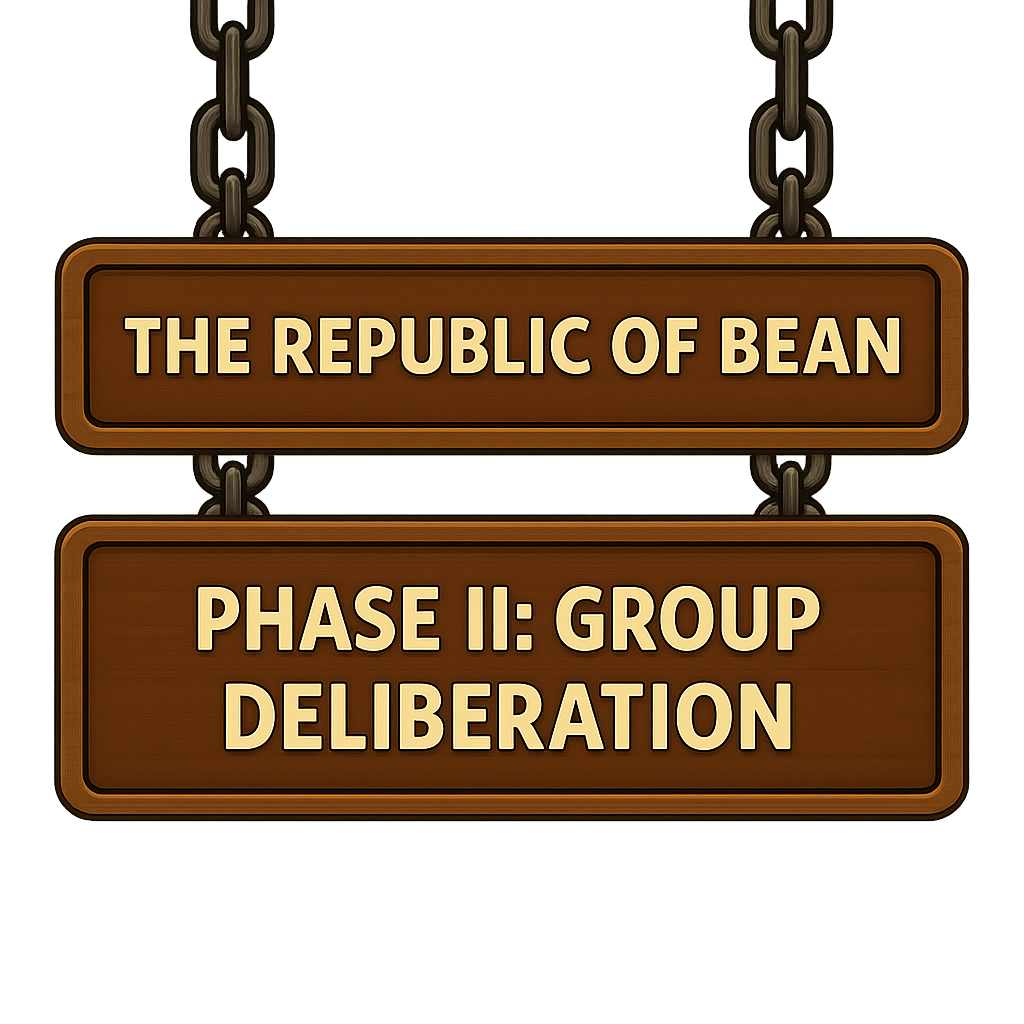 THE REPUBLIC OF BEAN
PHASE II: GROUP
DELIBERATION